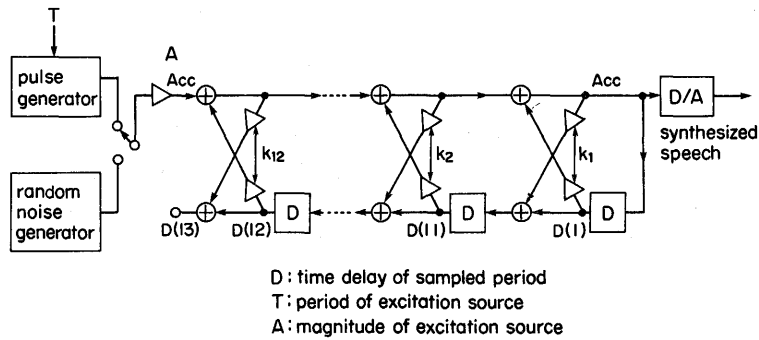 T
A
pulse
generator
Acc
Acc
D/A
synthesized
speech
k12
k2
k1
random
noise
generator
D(13)
D(12)
D
D(11)
D
D(1)
D
D: time delay of sampled period
T: period of excitation source
A: magnitude of excitation source